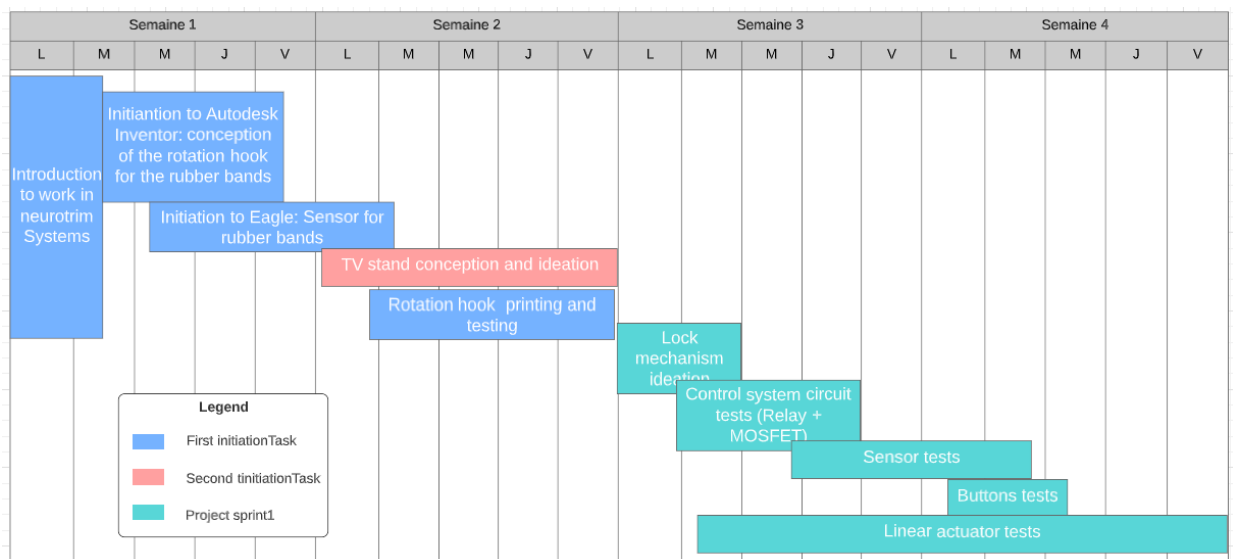 Semaine 1 Semaine 2 Semaine 3 Semaine 4
L M M J V L M M J V L M M J V L M M J V
Introduction
to work in
neurotrim
Systems
Initiantion to Autodesk
Inventor: conception
of the rotation hook
for the rubber bands
Initiation to Eagle: Sensor for
rubber bands
TV stand conception and ideation
Rotation hook printing and
testing
Lock
mechanism
ideation
Control system circuit
tests (Relay +
MOSFET)
Sensor tests
Buttons tests
Linear actuator tests
Legend
First initiationTask
Second tinitiationTask
Project sprint1